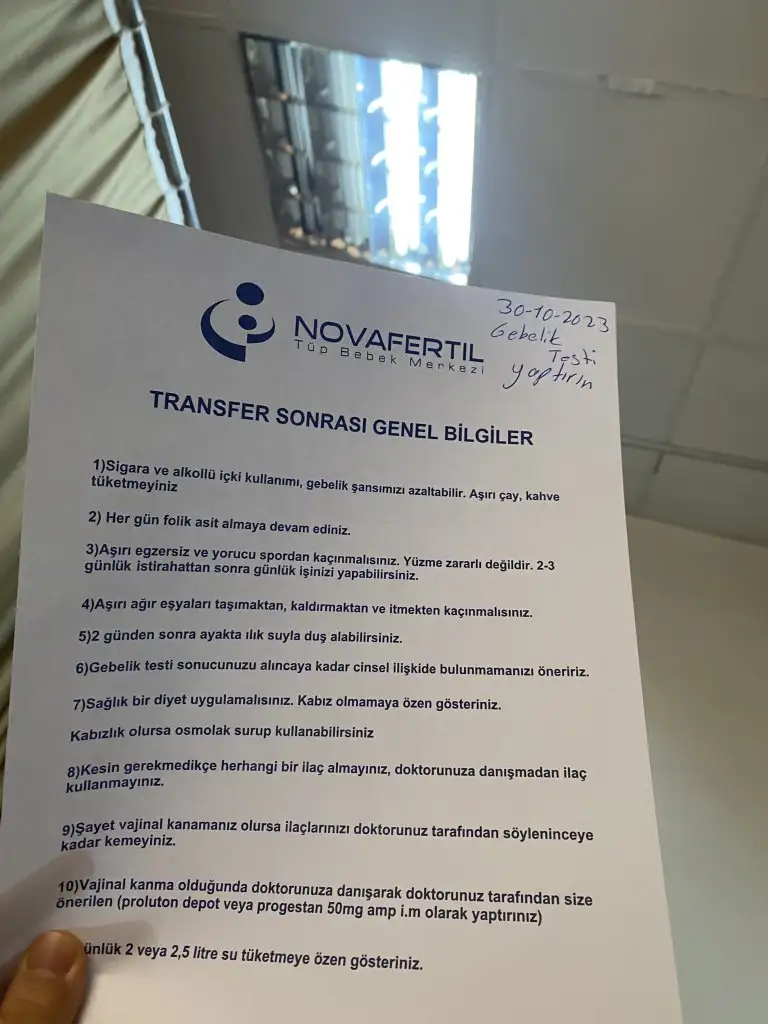 30-10-2023
Gebelik
Testi
yaptırın
NOVAFERTIL
Tüp Bebek Merkezi
TRANSFER SONRASI GENEL BİLGİLER
1)Sigara ve alkollü içki kullanımı, gebelik şansımızı azaltabilir. Aşırı çay, kahve
tüketmeyiniz
2) Her gün folik asit almaya devam ediniz.
3)Aşırı egzersiz ve yorucu spordan kaçınmalısınız. Yüzme zararlı değildir. 2-3
günlük istirahattan sonra günlük işinizi yapabilirsiniz.
4)Aşırı ağır eşyaları taşımaktan, kaldırmaktan ve itmekten kaçınmalısınız.
5)2 günden sonra ayakta ılık suyla duş alabilirsiniz.
6)Gebelik testi sonucunuzu alıncaya kadar cinsel ilişkide bulunmamanızı öneririz.
7)Sağlık bir diyet uygulamalısınız. Kabız olmamaya özen gösteriniz.
Kabızlık olursa osmolak surup kullanabilirsiniz
8)Kesin gerekmedikçe herhangi bir ilaç almayınız, doktorunuza danışmadan ilaç
kullanmayınız.
9)Şayet vajinal kanamanız olursa ilaçlarınızı doktorunuz tarafından söyleninceye
kadar kemeyiniz.
10)Vajinal kanma olduğunda doktorunuza danışarak doktorunuz tarafından size
önerilen (proluton depot veya progestan 50mg amp i.m olarak yaptırınız)
ünlük 2 veya 2,5 litre su tüketmeye özen gösteriniz.